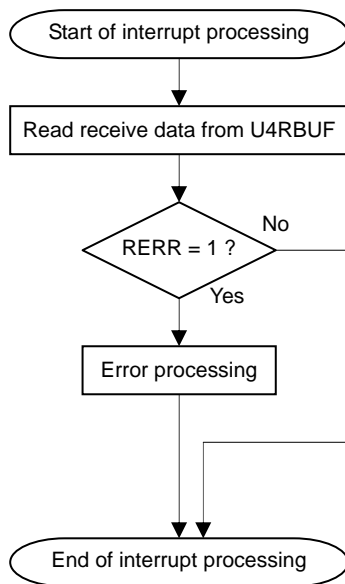 Start of interrupt processing
Read receive data from U4RBUF
RERR = 1 ?
No
Yes
Error processing
End of interrupt processing